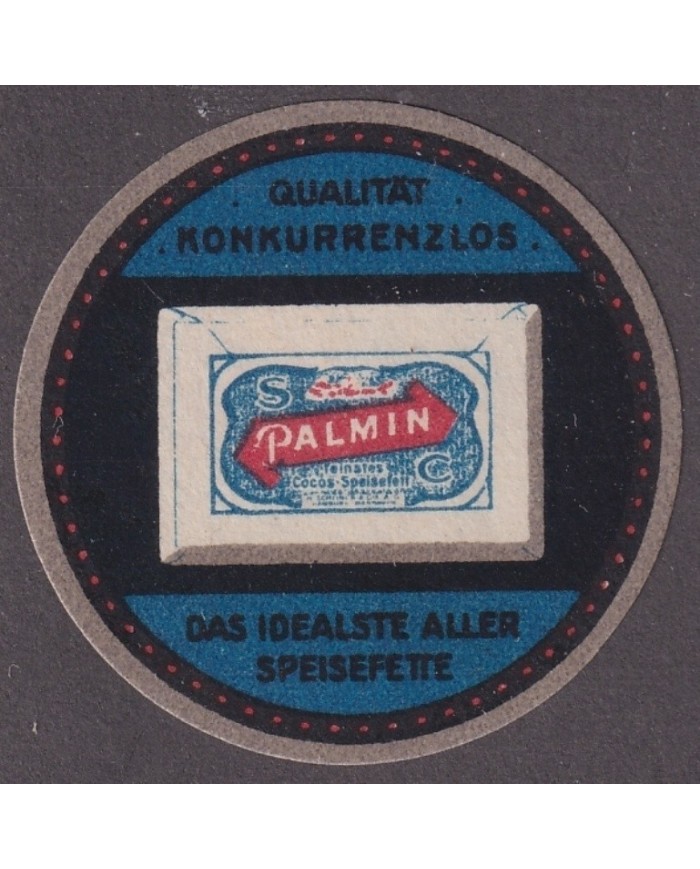 . QUALITÄT .
. KONKURRENZLOS .
S
PALMIN
feinstes
Cocos-Speisefett
C
DAS IDEALSTE ALLER
SPEISEFETTE